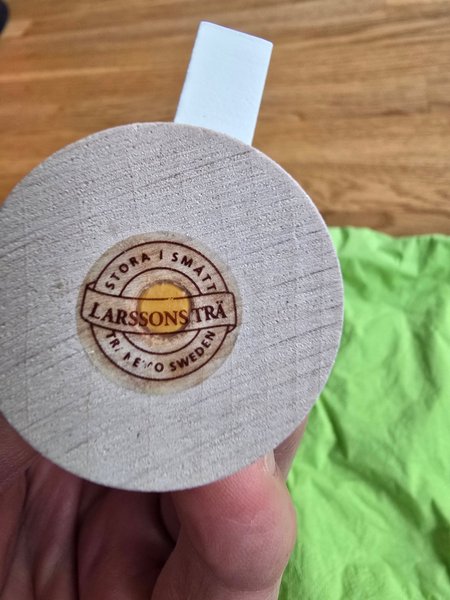 STORA I SMÅTT
LARSSONS TRÄ
SWEDEN